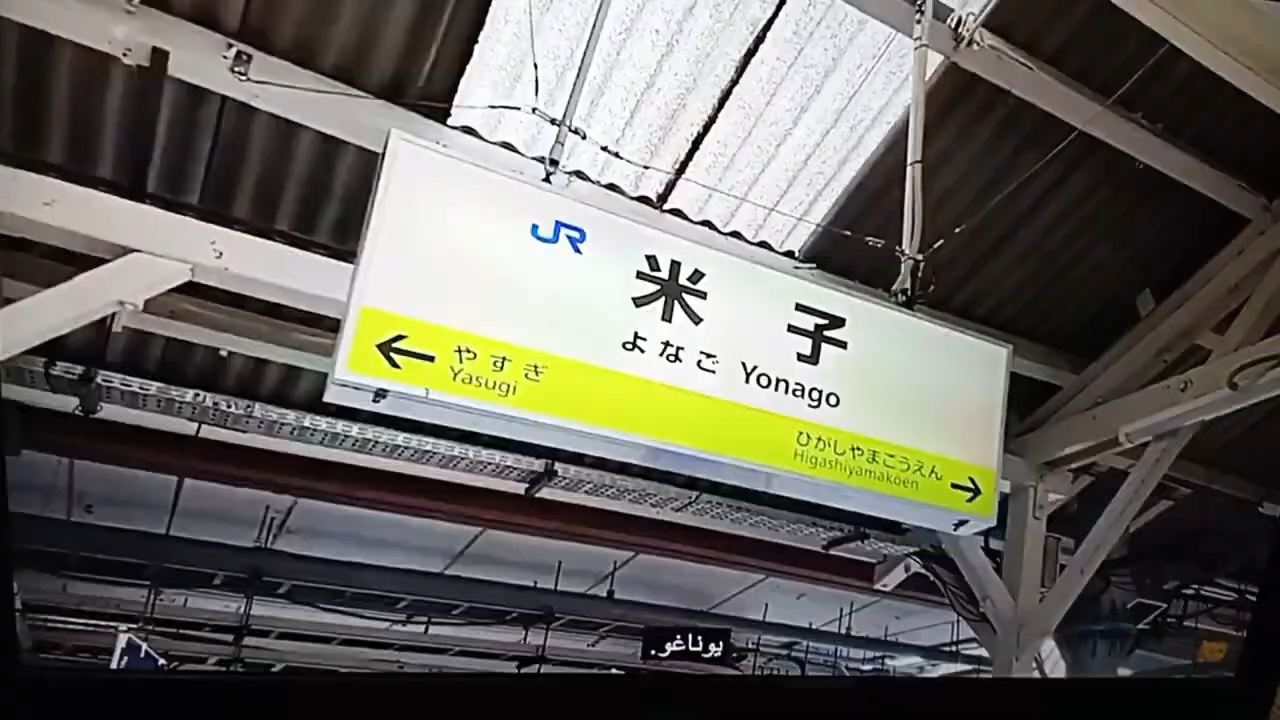 JR
米子
よなご Yonago
← やすぎ
Yasugi
ひがしやまこうえん →
Higashiyamakōen
يوناغو.